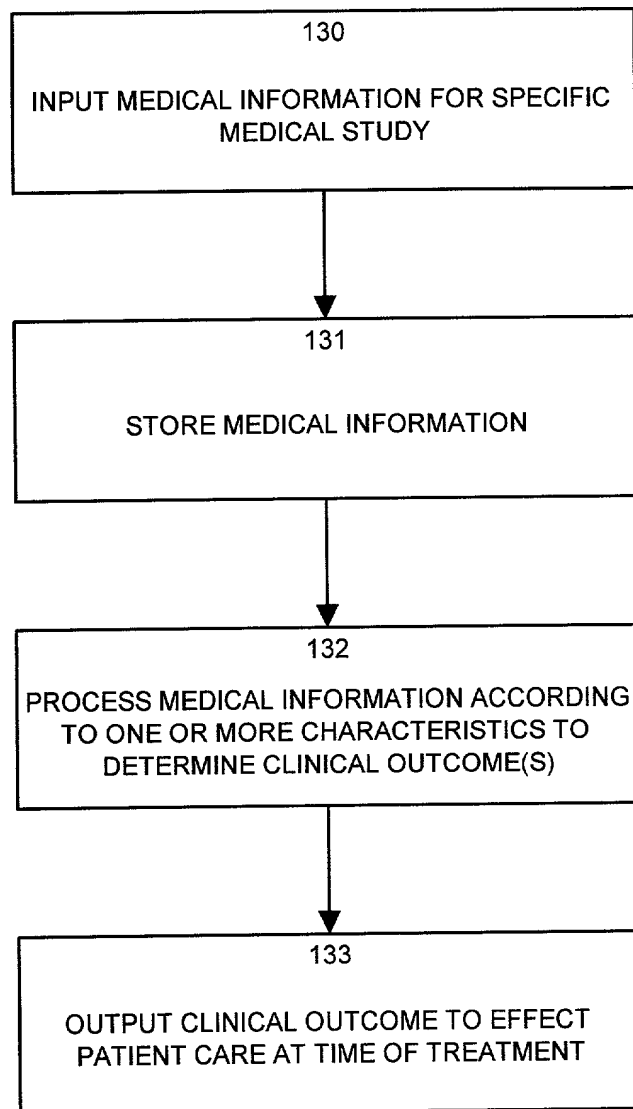 130
INPUT MEDICAL INFORMATION FOR SPECIFIC
MEDICAL STUDY
131
STORE MEDICAL INFORMATION
132
PROCESS MEDICAL INFORMATION ACCORDING
TO ONE OR MORE CHARACTERISTICS TO
DETERMINE CLINICAL OUTCOME(S)
133
OUTPUT CLINICAL OUTCOME TO EFFECT
PATIENT CARE AT TIME OF TREATMENT